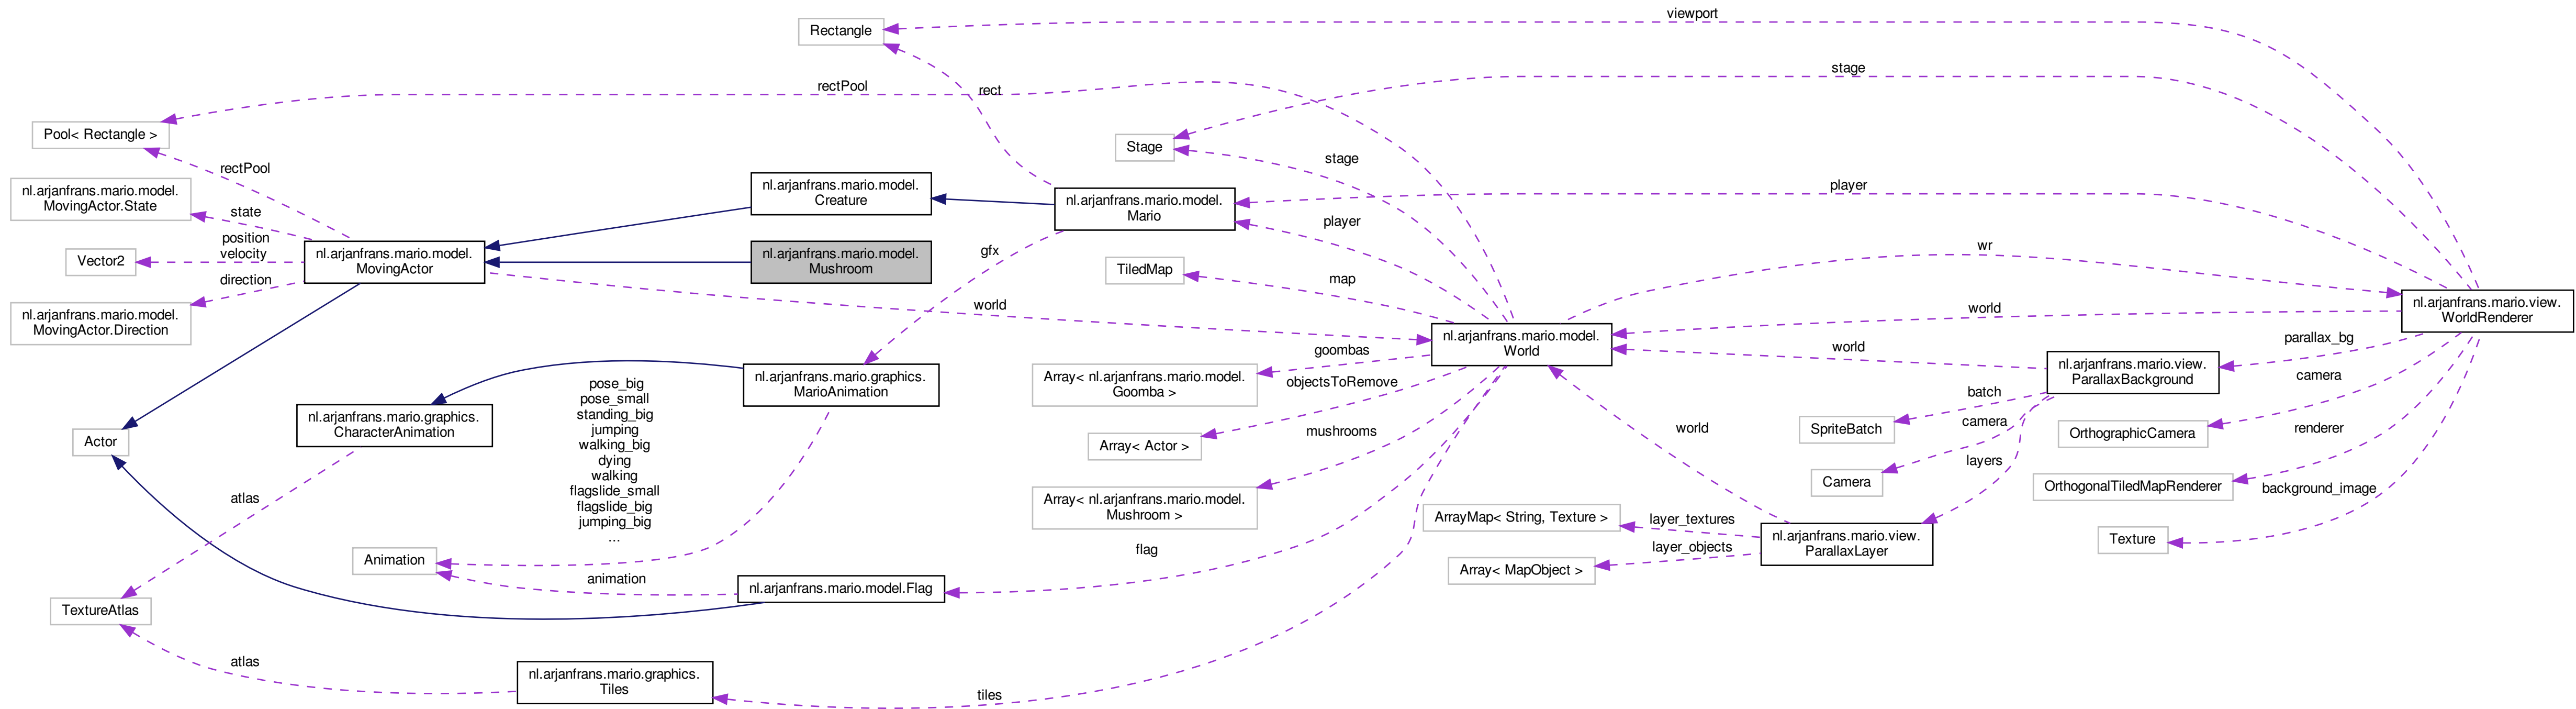 viewport
Rectangle
stage
rectPool
rect
Pool< Rectangle >
Stage
stage
rectPool
nl.arjanfrans.mario.model.
MovingActor.State
nl.arjanfrans.mario.model.
Creature
nl.arjanfrans.mario.model.
Mario
player
state
player
position
velocity
Vector2
nl.arjanfrans.mario.model.
MovingActor
nl.arjanfrans.mario.model.
Mushroom
gfx
TiledMap
map
wr
direction
nl.arjanfrans.mario.model.
MovingActor.Direction
world
world
nl.arjanfrans.mario.view.
WorldRenderer
nl.arjanfrans.mario.model.
World
parallax_bg
world
goombas
nl.arjanfrans.mario.view.
ParallaxBackground
camera
nl.arjanfrans.mario.graphics.
MarioAnimation
Array< nl.arjanfrans.mario.model.
Goomba >
objectsToRemove
batch
pose_big
pose_small
standing_big
jumping
walking_big
dying
walking
flagslide_small
flagslide_big
jumping_big
...
nl.arjanfrans.mario.graphics.
CharacterAnimation
Actor
Array< Actor >
mushrooms
world
SpriteBatch
camera
OrthographicCamera
renderer
layers
Camera
OrthogonalTiledMapRenderer
background_image
atlas
Array< nl.arjanfrans.mario.model.
Mushroom >
ArrayMap< String, Texture >
layer_textures
nl.arjanfrans.mario.view.
ParallaxLayer
Texture
flag
layer_objects
Array< MapObject >
Animation
animation
nl.arjanfrans.mario.model.Flag
TextureAtlas
atlas
nl.arjanfrans.mario.graphics.
Tiles
tiles